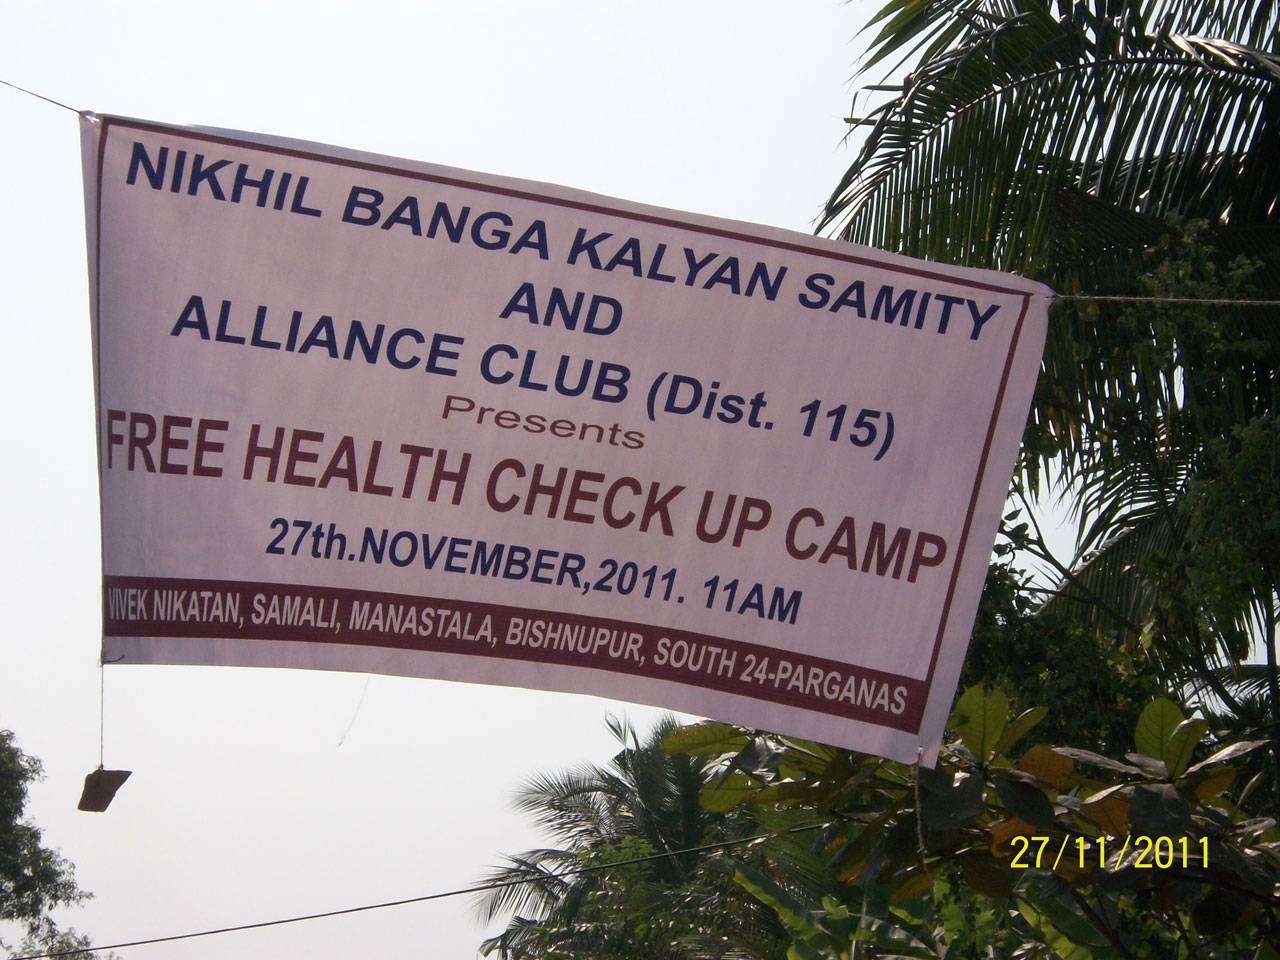 NIKHIL BANGA KALYAN SAMITY
AND
ALLIANCE CLUB (Dist. 115)
Presents
FREE HEALTH CHECK UP CAMP
27th.NOVEMBER,2011. 11AM
VIVEK NIKATAN, SAMALI, MANASTALA, BISHNUPUR, SOUTH 24-PARGANAS
27/11/2011